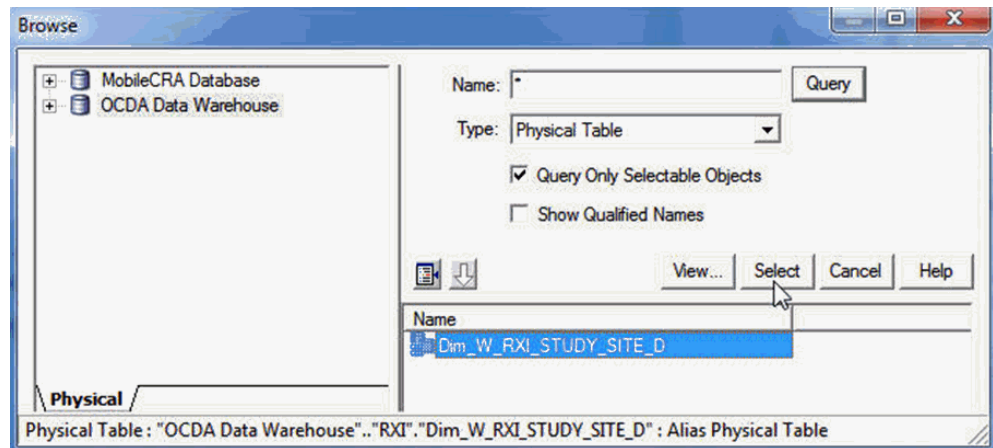 Browse
MobileCRA Database
OCDA Data Warehouse
Physical
Name: *
Query
Type: Physical Table
Query Only Selectable Objects
Show Qualified Names
View... Select Cancel Help
Name
Dim_W_RXI_STUDY_SITE_D
Physical Table : "OCDA Data Warehouse".."RXI"."Dim_W_RXI_STUDY_SITE_D" : Alias Physical Table